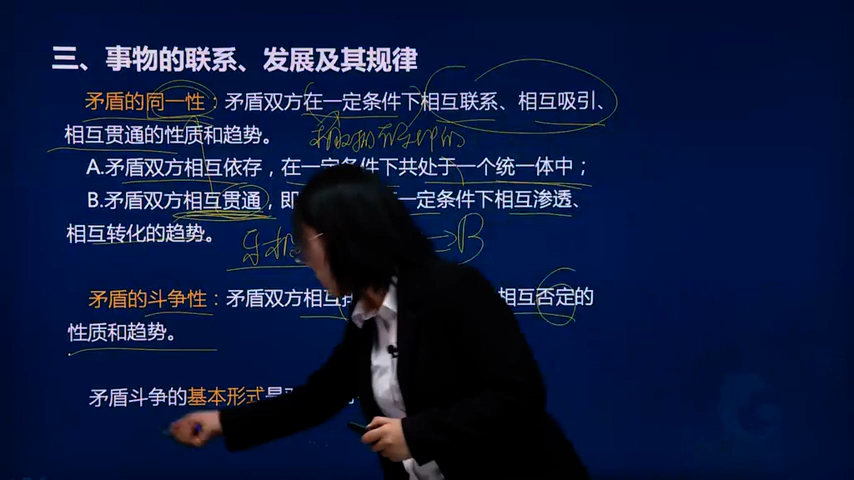 三、事物的联系、发展及其规律
矛盾的同一性：矛盾双方在一定条件下相互联系、相互吸引、
相互贯通的性质和趋势。
A.矛盾双方相互依存，在一定条件下共处于一个统一体中；
B.矛盾双方相互贯通，即 一定条件下相互渗透、
相互转化的趋势。
B
矛盾的斗争性：矛盾双方相互 相互否定的
性质和趋势。
矛盾斗争的基本形式